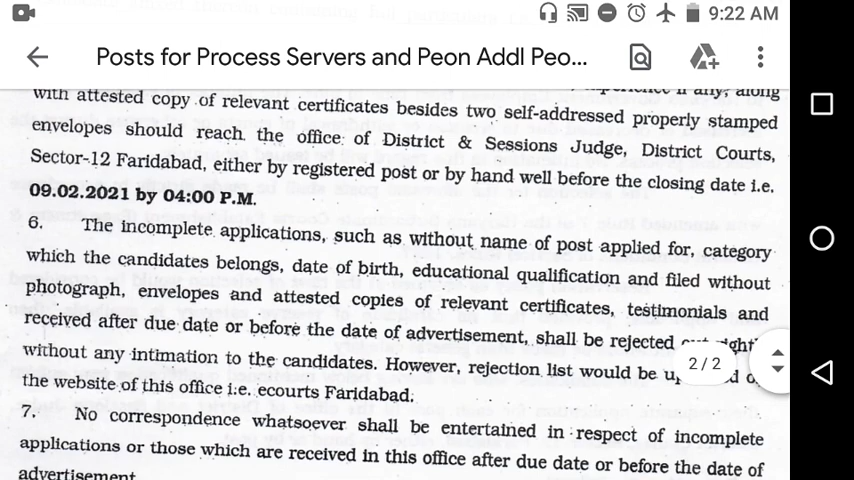 9:22 AM
Posts for Process Servers and Peon Addl Peo...
if any, along
with attested copy of relevant certificates besides two self-addressed properly stamped
envelopes should reach the office of District & Sessions Judge, District Courts,
Sector-12 Faridabad, either by registered post or by hand well before the closing date i.e.
09.02.2021 by 04:00 P.M.
6. The incomplete applications, such as without name of post applied for, category
which the candidates belongs, date of birth, educational qualification and filed without
photograph, envelopes and attested copies of relevant certificates, testimonials and
received after due date or before the date of advertisement, shall be rejected
without any intimation to the candidates. However, rejection list would be
the website of this office i.e. ecourts Faridabad.
2 / 2
7. No correspondence whatsoever shall be entertained in respect of incomplete
applications or those which are received in this office after due date or before the date of
advertisement